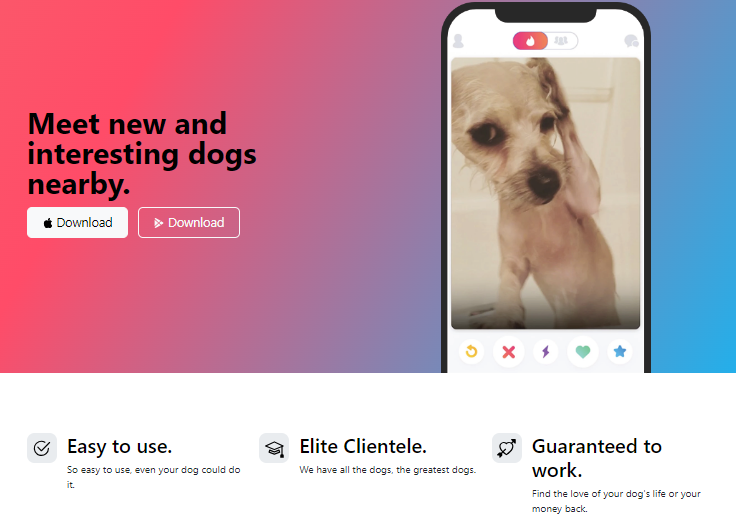 Meet new and
interesting dogs
nearby.
Download
Download
Easy to use.
So easy to use, even your dog could do
it.
Elite Clientele.
We have all the dogs, the greatest dogs.
Guaranteed to
work.
Find the love of your dog's life or your
money back.